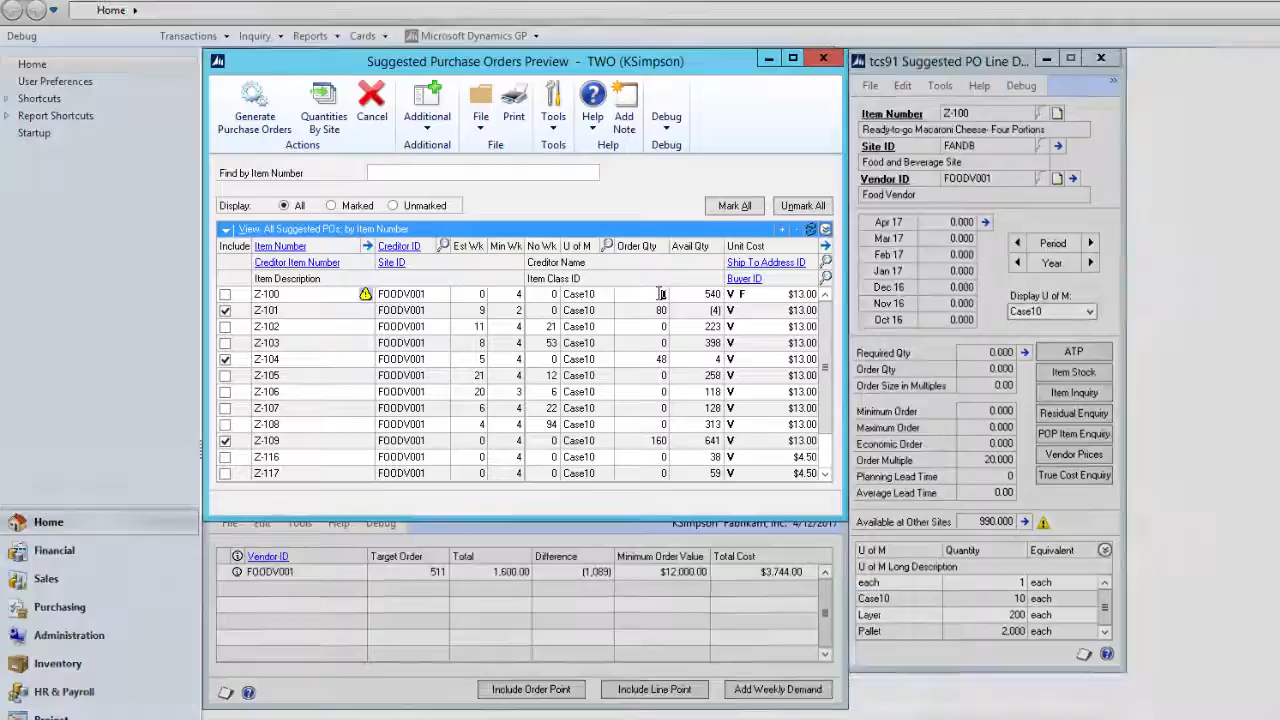 Home
Debug Transactions Inquiry Reports Cards Microsoft Dynamics GP
Home
User Preferences
Shortcuts
Report Shortcuts
Startup
Home
Financial
Sales
Purchasing
Administration
Inventory
HR & Payroll
Project
Suggested Purchase Orders Preview - TWO (KSimpson)
Generate Purchase Orders
Quantities By Site
Cancel
Additional
File
Print
Tools
Help
Add Note
Debug
Actions Additional File Tools Help Debug
Find by Item Number
Display: All Marked Unmarked Mark All Unmark All
View: All Suggested POs; by Item Number
Include Item Number Creditor ID Est Wk Min Wk No Wk U of M Order Qty Avail Qty Unit Cost
Creditor Item Number Site ID Creditor Name Ship To Address ID
Item Description Item Class ID Buyer ID
Z-100 FOODV001 0 4 0 Case10 540 V F $13.00
Z-101 FOODV001 9 2 0 Case10 80 (4) V $13.00
Z-102 FOODV001 11 4 21 Case10 0 223 V $13.00
Z-103 FOODV001 8 4 53 Case10 0 398 V $13.00
Z-104 FOODV001 5 4 0 Case10 48 4 V $13.00
Z-105 FOODV001 21 4 12 Case10 0 258 V $13.00
Z-106 FOODV001 20 3 6 Case10 0 118 V $13.00
Z-107 FOODV001 6 4 22 Case10 0 128 V $13.00
Z-108 FOODV001 4 4 94 Case10 0 313 V $13.00
Z-109 FOODV001 0 4 0 Case10 160 641 V $13.00
Z-116 FOODV001 0 4 0 Case10 0 38 V $4.50
Z-117 FOODV001 0 4 0 Case10 0 59 V $4.50
File Edit Tools Help Debug KSimpson Fabrikam, Inc. 4/12/2017
Vendor ID Target Order Total Difference Minimum Order Value Total Cost
FOODV001 511 1,600.00 (1,089) $12,000.00 $3,744.00
Include Order Point Include Line Point Add Weekly Demand
tcs91 Suggested PO Line D...
File Edit Tools Help Debug
Item Number Z-100
Ready-to-go Macaroni Cheese- Four Portions
Site ID FANDB
Food and Beverage Site
Vendor ID FOODV001
Food Vendor
Apr 17 0.000
Mar 17 0.000 Period
Feb 17 0.000
Jan 17 0.000 Year
Dec 16 0.000
Nov 16 0.000 Display U of M:
Oct 16 0.000 Case10
Required Qty 0.000 ATP
Order Qty 0.000 Item Stock
Order Size in Multiples 0.00 Item Inquiry
Minimum Order 0.000 Residual Enquiry
Maximum Order 0.000 POP Item Enquiry
Economic Order 0.000 Vendor Prices
Order Multiple 20.000 True Cost Enquiry
Planning Lead Time 0
Average Lead Time 0.00
Available at Other Sites 990.000
U of M Quantity Equivalent
U of M Long Description
each 1 each
Case10 10 each
Layer 200 each
Pallet 2,000 each